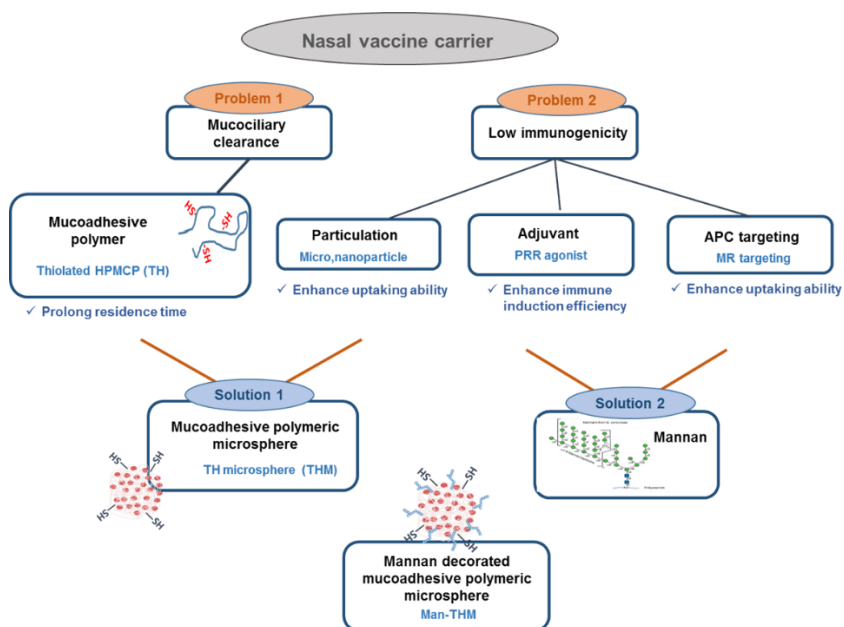 Nasal vaccine carrier
Problem 1
Mucociliary
clearance
Problem 2
Low immunogenicity
Mucoadhesive
polymer
Thiolated HPMCP (TH)
HS
-SH
-SH
✓ Prolong residence time
Particulation
Micro,nanoparticle
✓ Enhance uptaking ability
Adjuvant
PRR agonist
✓ Enhance immune
induction efficiency
APC targeting
MR targeting
✓ Enhance uptaking ability
Solution 1
Mucoadhesive polymeric
microsphere
TH microsphere (THM)
HS
SH
HS
SH
Solution 2
Mannan
HS
SH
HS
SH
Mannan decorated
mucoadhesive polymeric
microsphere
Man-THM